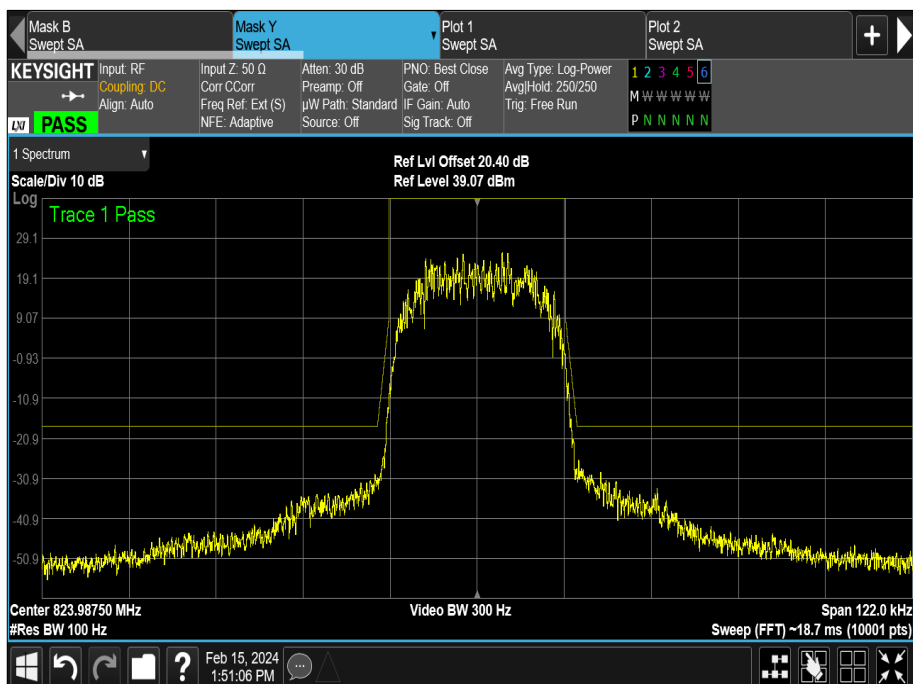 Mask B
Swept SA
Mask Y
Swept SA
Plot 1
Swept SA
Plot 2
Swept SA
+
KEYSIGHT
Input: RF
Coupling: DC
Align: Auto
LXI PASS
Input Z: 50 Ω
Corr CCorr
Freq Ref: Ext (S)
NFE: Adaptive
Atten: 30 dB
Preamp: Off
µW Path: Standard
Source: Off
PNO: Best Close
Gate: Off
IF Gain: Auto
Sig Track: Off
Avg Type: Log-Power
Avg|Hold: 250/250
Trig: Free Run
1 2 3 4 5 6
M W W W W W
P N N N N N N
1 Spectrum
Scale/Div 10 dB
Ref Lvl Offset 20.40 dB
Ref Level 39.07 dBm
Log
Trace 1 Pass
29.1
19.1
9.07
-0.93
-10.9
-20.9
-30.9
-40.9
-50.9
Center 823.98750 MHz
#Res BW 100 Hz
Video BW 300 Hz
Span 122.0 kHz
Sweep (FFT) ~18.7 ms (10001 pts)
?
Feb 15, 2024
1:51:06 PM